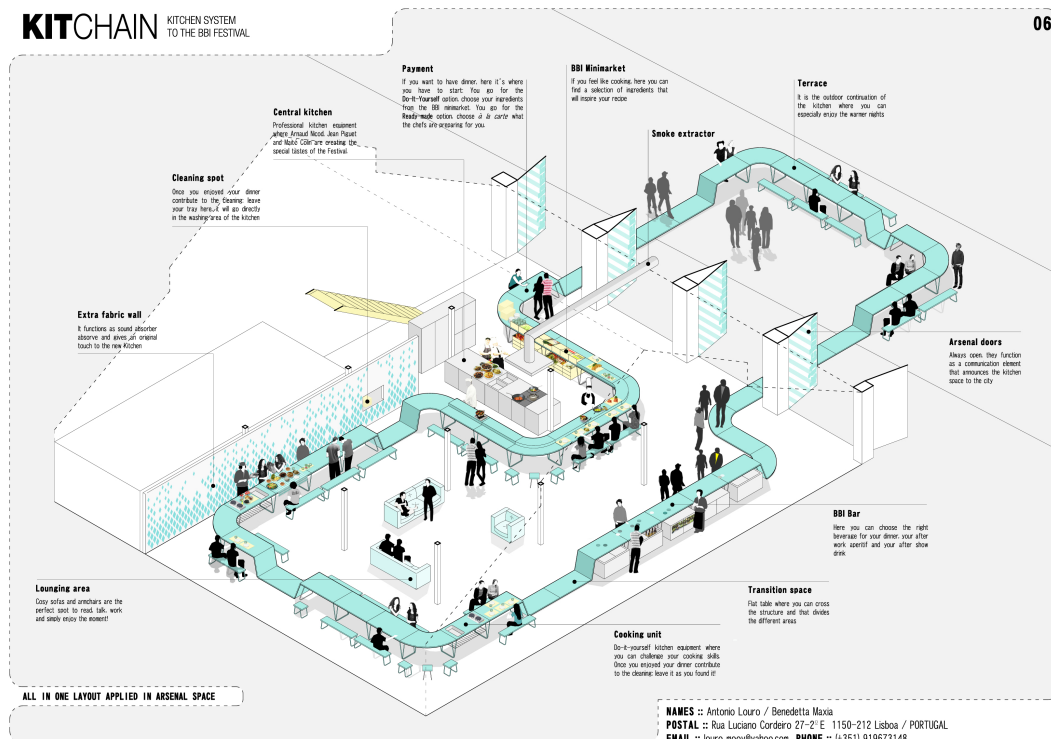 KITCHAIN
KITCHEN SYSTEM
TO THE BBI FESTIVAL
06
Payment
If you want to have dinner, here it's where
you have to start: You go for the
Do-It-Yourself option, choose your ingredients
from the BBI minimarket. You go for the
Ready-made option, choose à la carte what
the chefs are preparing for you.
BBI Minimarket
If you feel like cooking, here you can
find a selection of ingredients that
will inspire your recipe
Terrace
It is the outdoor continuation of
the kitchen where you can
especially enjoy the warmer nights
Central kitchen
Professional kitchen equipment
where Arnaud Nicod, Jean Piguet
and Maïté Colin are creating the
special tastes of the Festival.
Smoke extractor
Cleaning spot
Once you enjoyed your dinner
contribute to the cleaning: leave
your tray here, it will go directly
in the washing area of the kitchen
Extra fabric wall
It functions as sound absorber
absorve and gives an original
touch to the new Kitchen
Arsenal doors
Always open, they function
as a communication element
that announces the kitchen
space to the city
BBI Bar
Here you can choose the right
beverage for your dinner, your after
work aperitif and your after show
drink
Lounging area
Cosy sofas and armchairs are the
perfect spot to read, talk, work
and simply enjoy the moment!
Transition space
Flat table where you can cross
the structure and that divides
the different areas
Cooking unit
Do-it-yourself kitchen equipment where
you can challenge your cooking skills.
Once you enjoyed your dinner contribute
to the cleaning: leave it as you found it!
ALL IN ONE LAYOUT APPLIED IN ARSENAL SPACE
NAMES :: Antonio Louro / Benedetta Maxia
POSTAL :: Rua Luciano Cordeiro 27-2º E 1150-212 Lisboa / PORTUGAL
EMAIL :: louro.moov@yahoo.com PHONE :: (+351) 919673148